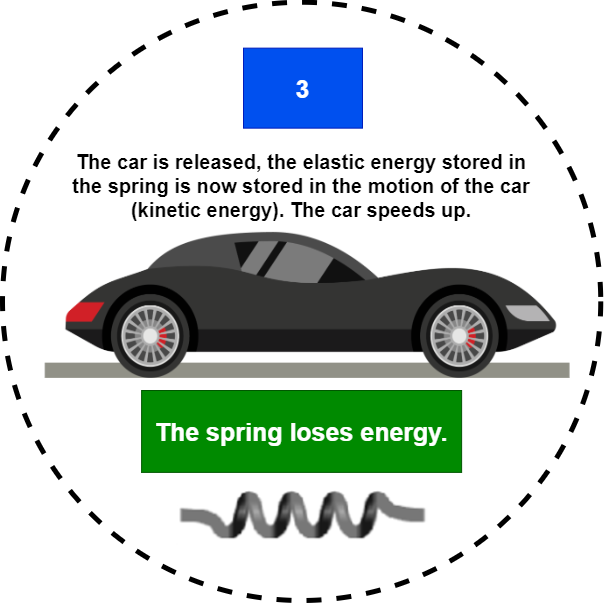 3
The car is released, the elastic energy stored in
the spring is now stored in the motion of the car
(kinetic energy). The car speeds up.
The spring loses energy.